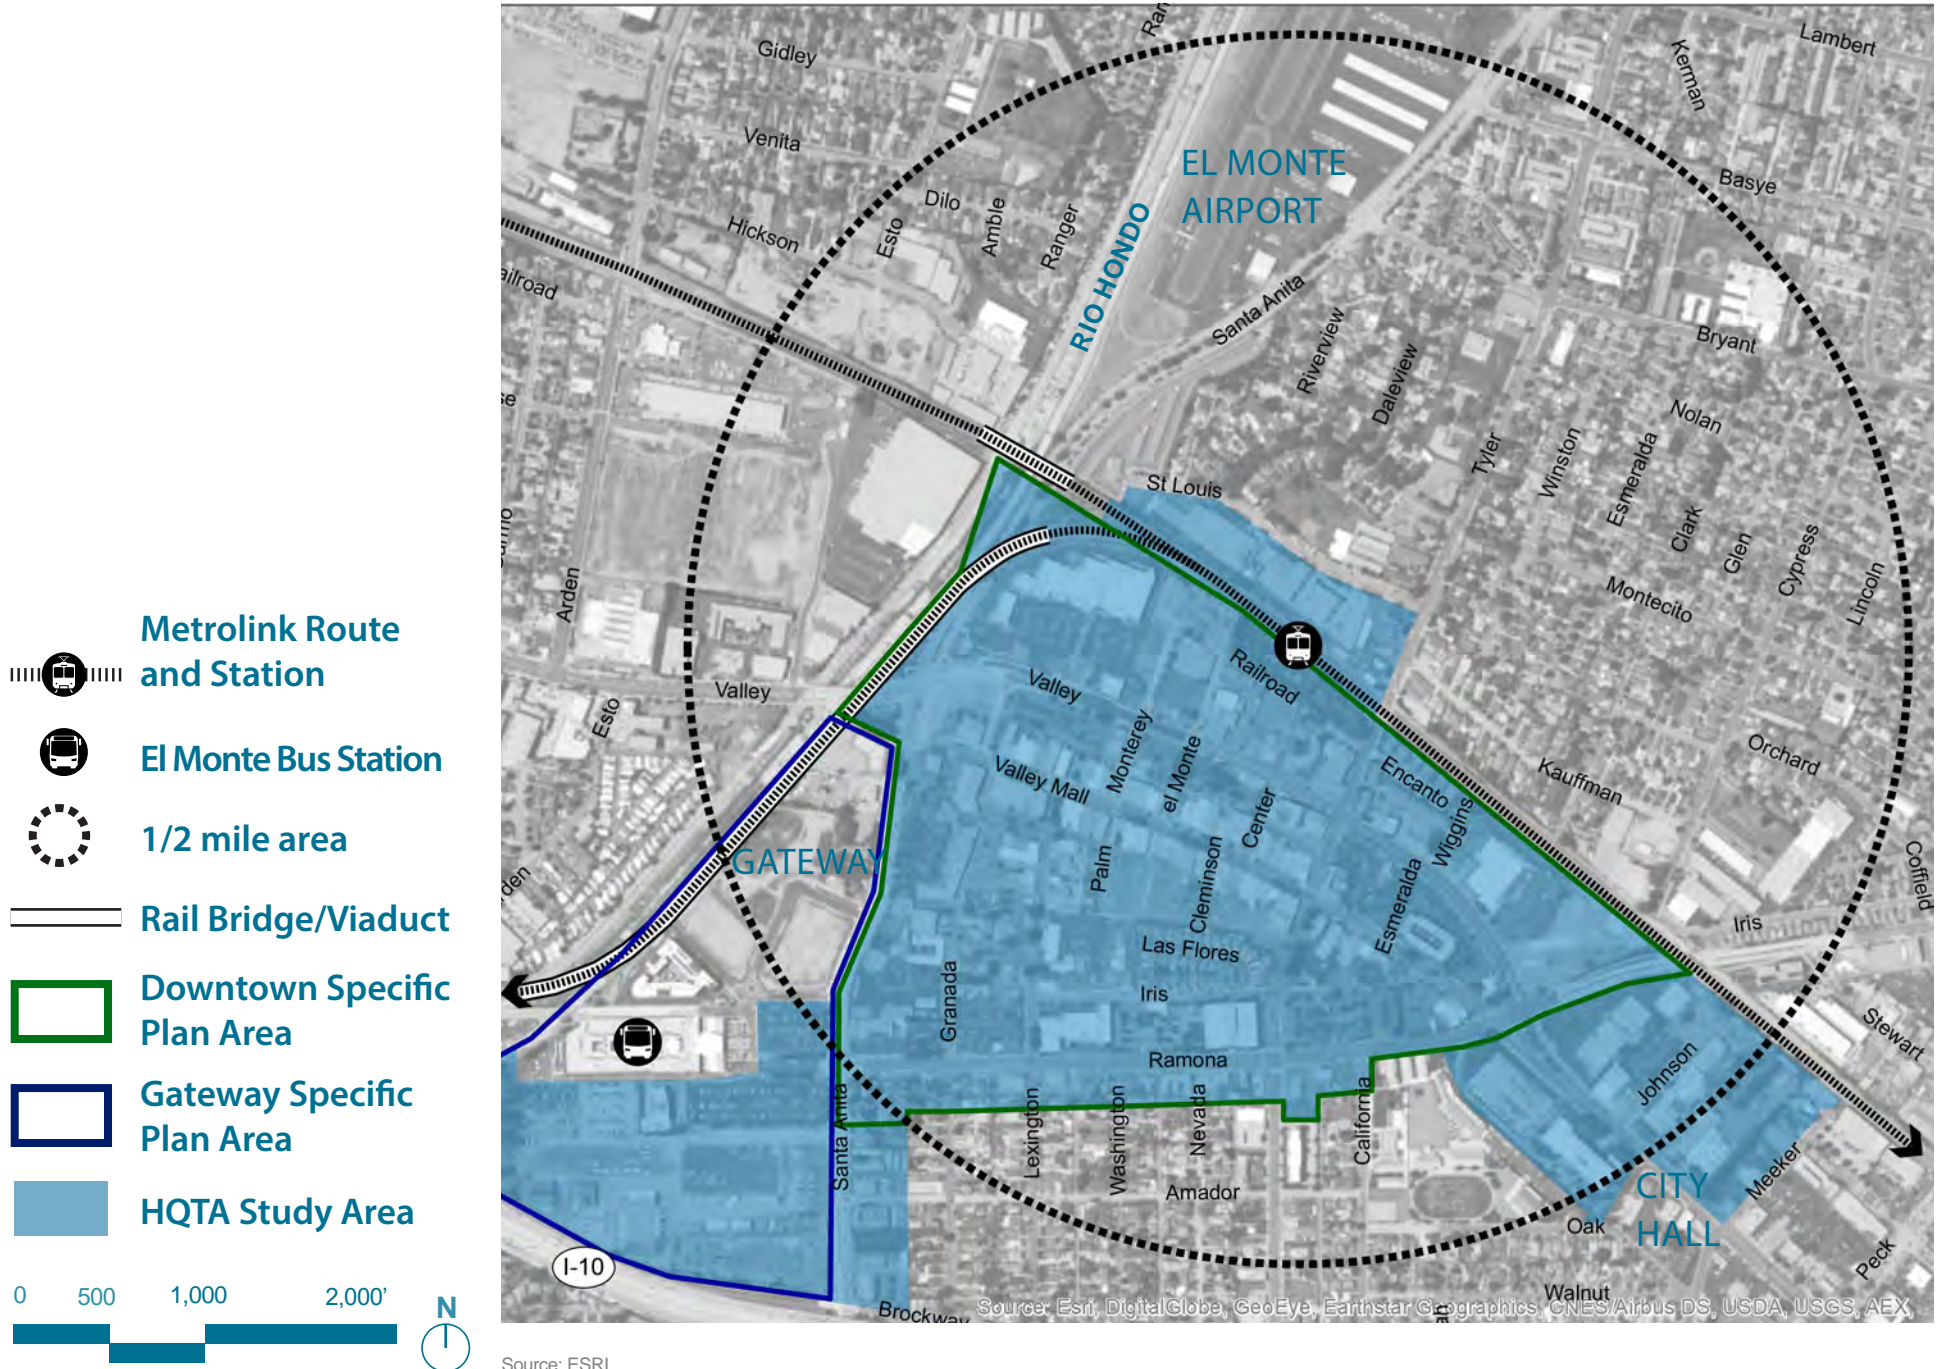 Metrolink Route
and Station
El Monte Bus Station
1/2 mile area
Rail Bridge/Viaduct
Downtown Specific
Plan Area
Gateway Specific
Plan Area
HQTA Study Area
0 500 1,000 2,000'
N
Gidley
Lambert
Kerman
Venita
EL MONTE
AIRPORT
Basye
Dilo
Amble
Ranger
Esto
Hickson
RIO HONDO
Santa Anita
Riverview
Daleview
Bryant
Nolan
Tyler
Winston
Esmeralda
St Louis
Clark
Glen
Cypress
Lincoln
Arden
Montecito
Valley
Esto
Railroad
Valley
Monterey
el Monte
Valley Mall
Center
Encanto
Wiggins
Kauffman
Orchard
GATEWAY
Palm
Cleminson
Esmeralda
Coffield
Iris
Las Flores
Granada
Iris
Stewart
Ramona
Johnson
Santa Anita
Lexington
Washington
Nevada
California
Amador
Meeker
CITY
HALL
Oak
Peck
I-10
Walnut
Brockway
Source: Esri, DigitalGlobe, GeoEye, Earthstar Geographics, CNES/Airbus DS, USDA, USGS, AEX,
Source: ESRI